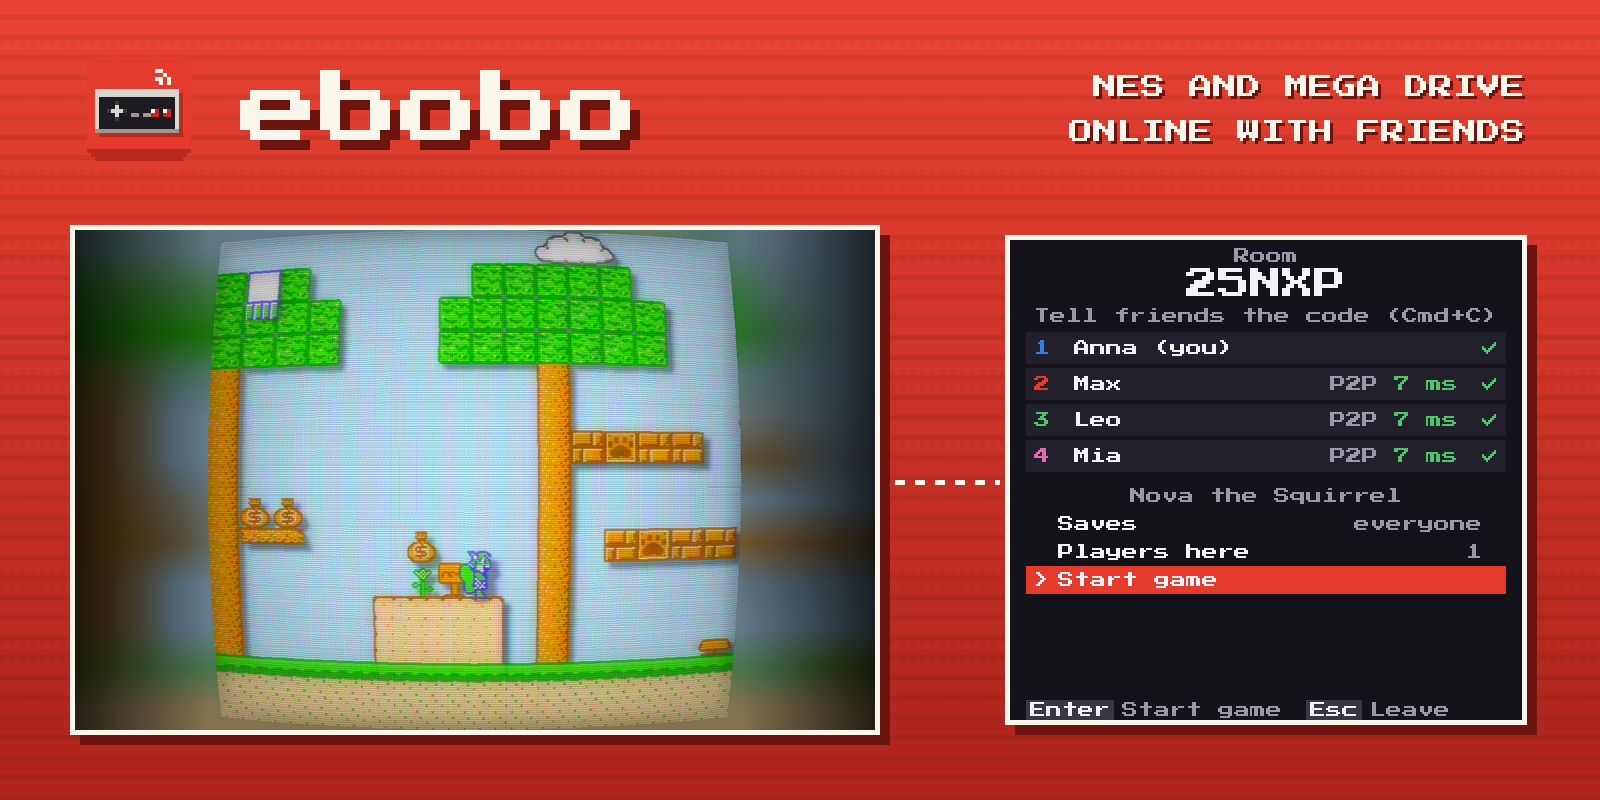 ebobo
NES AND MEGA DRIVE
ONLINE WITH FRIENDS
Room
25NXP
Tell friends the code (Cmd+C)
1 Anna (you) ✓
2 Max P2P 7 ms ✓
3 Leo P2P 7 ms ✓
4 Mia P2P 7 ms ✓
Nova the Squirrel
Saves everyone
Players here 1
> Start game
Enter Start game Esc Leave